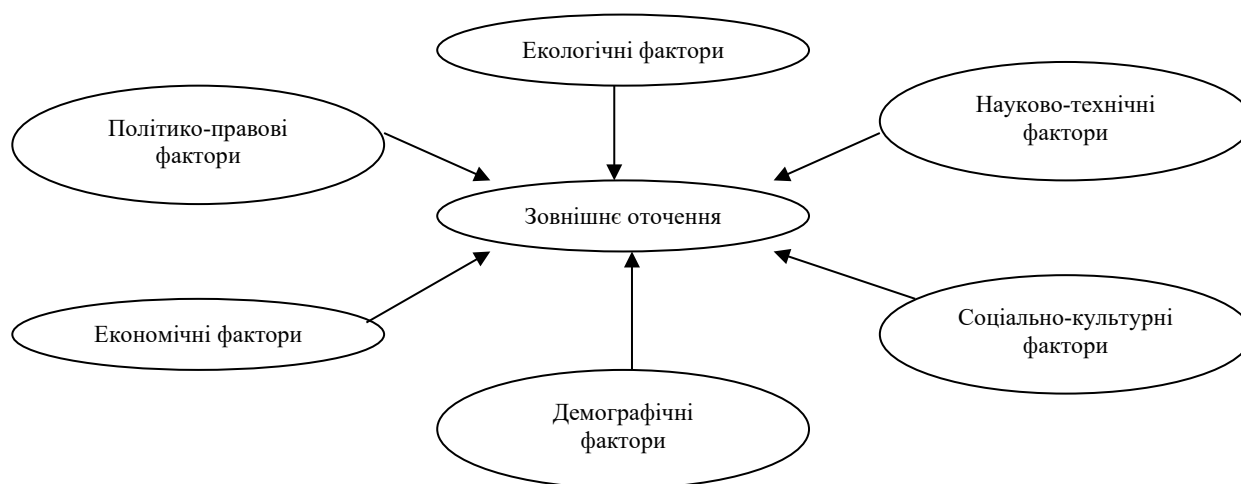 Екологічні фактори
Політико-правові
фактори
Науково-технічні
фактори
Зовнішнє оточення
Економічні фактори
Соціально-культурні
фактори
Демографічні
фактори